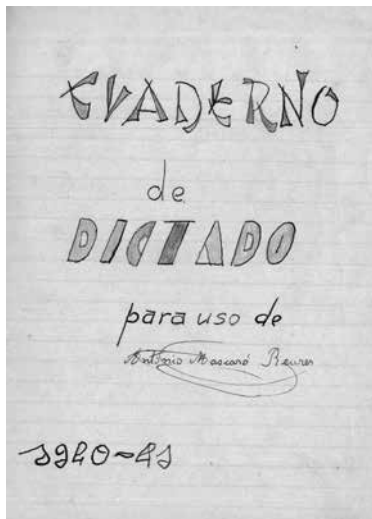 CUADERNO
de
DICTADO
para uso de
Antonio Mascaró
1940-41